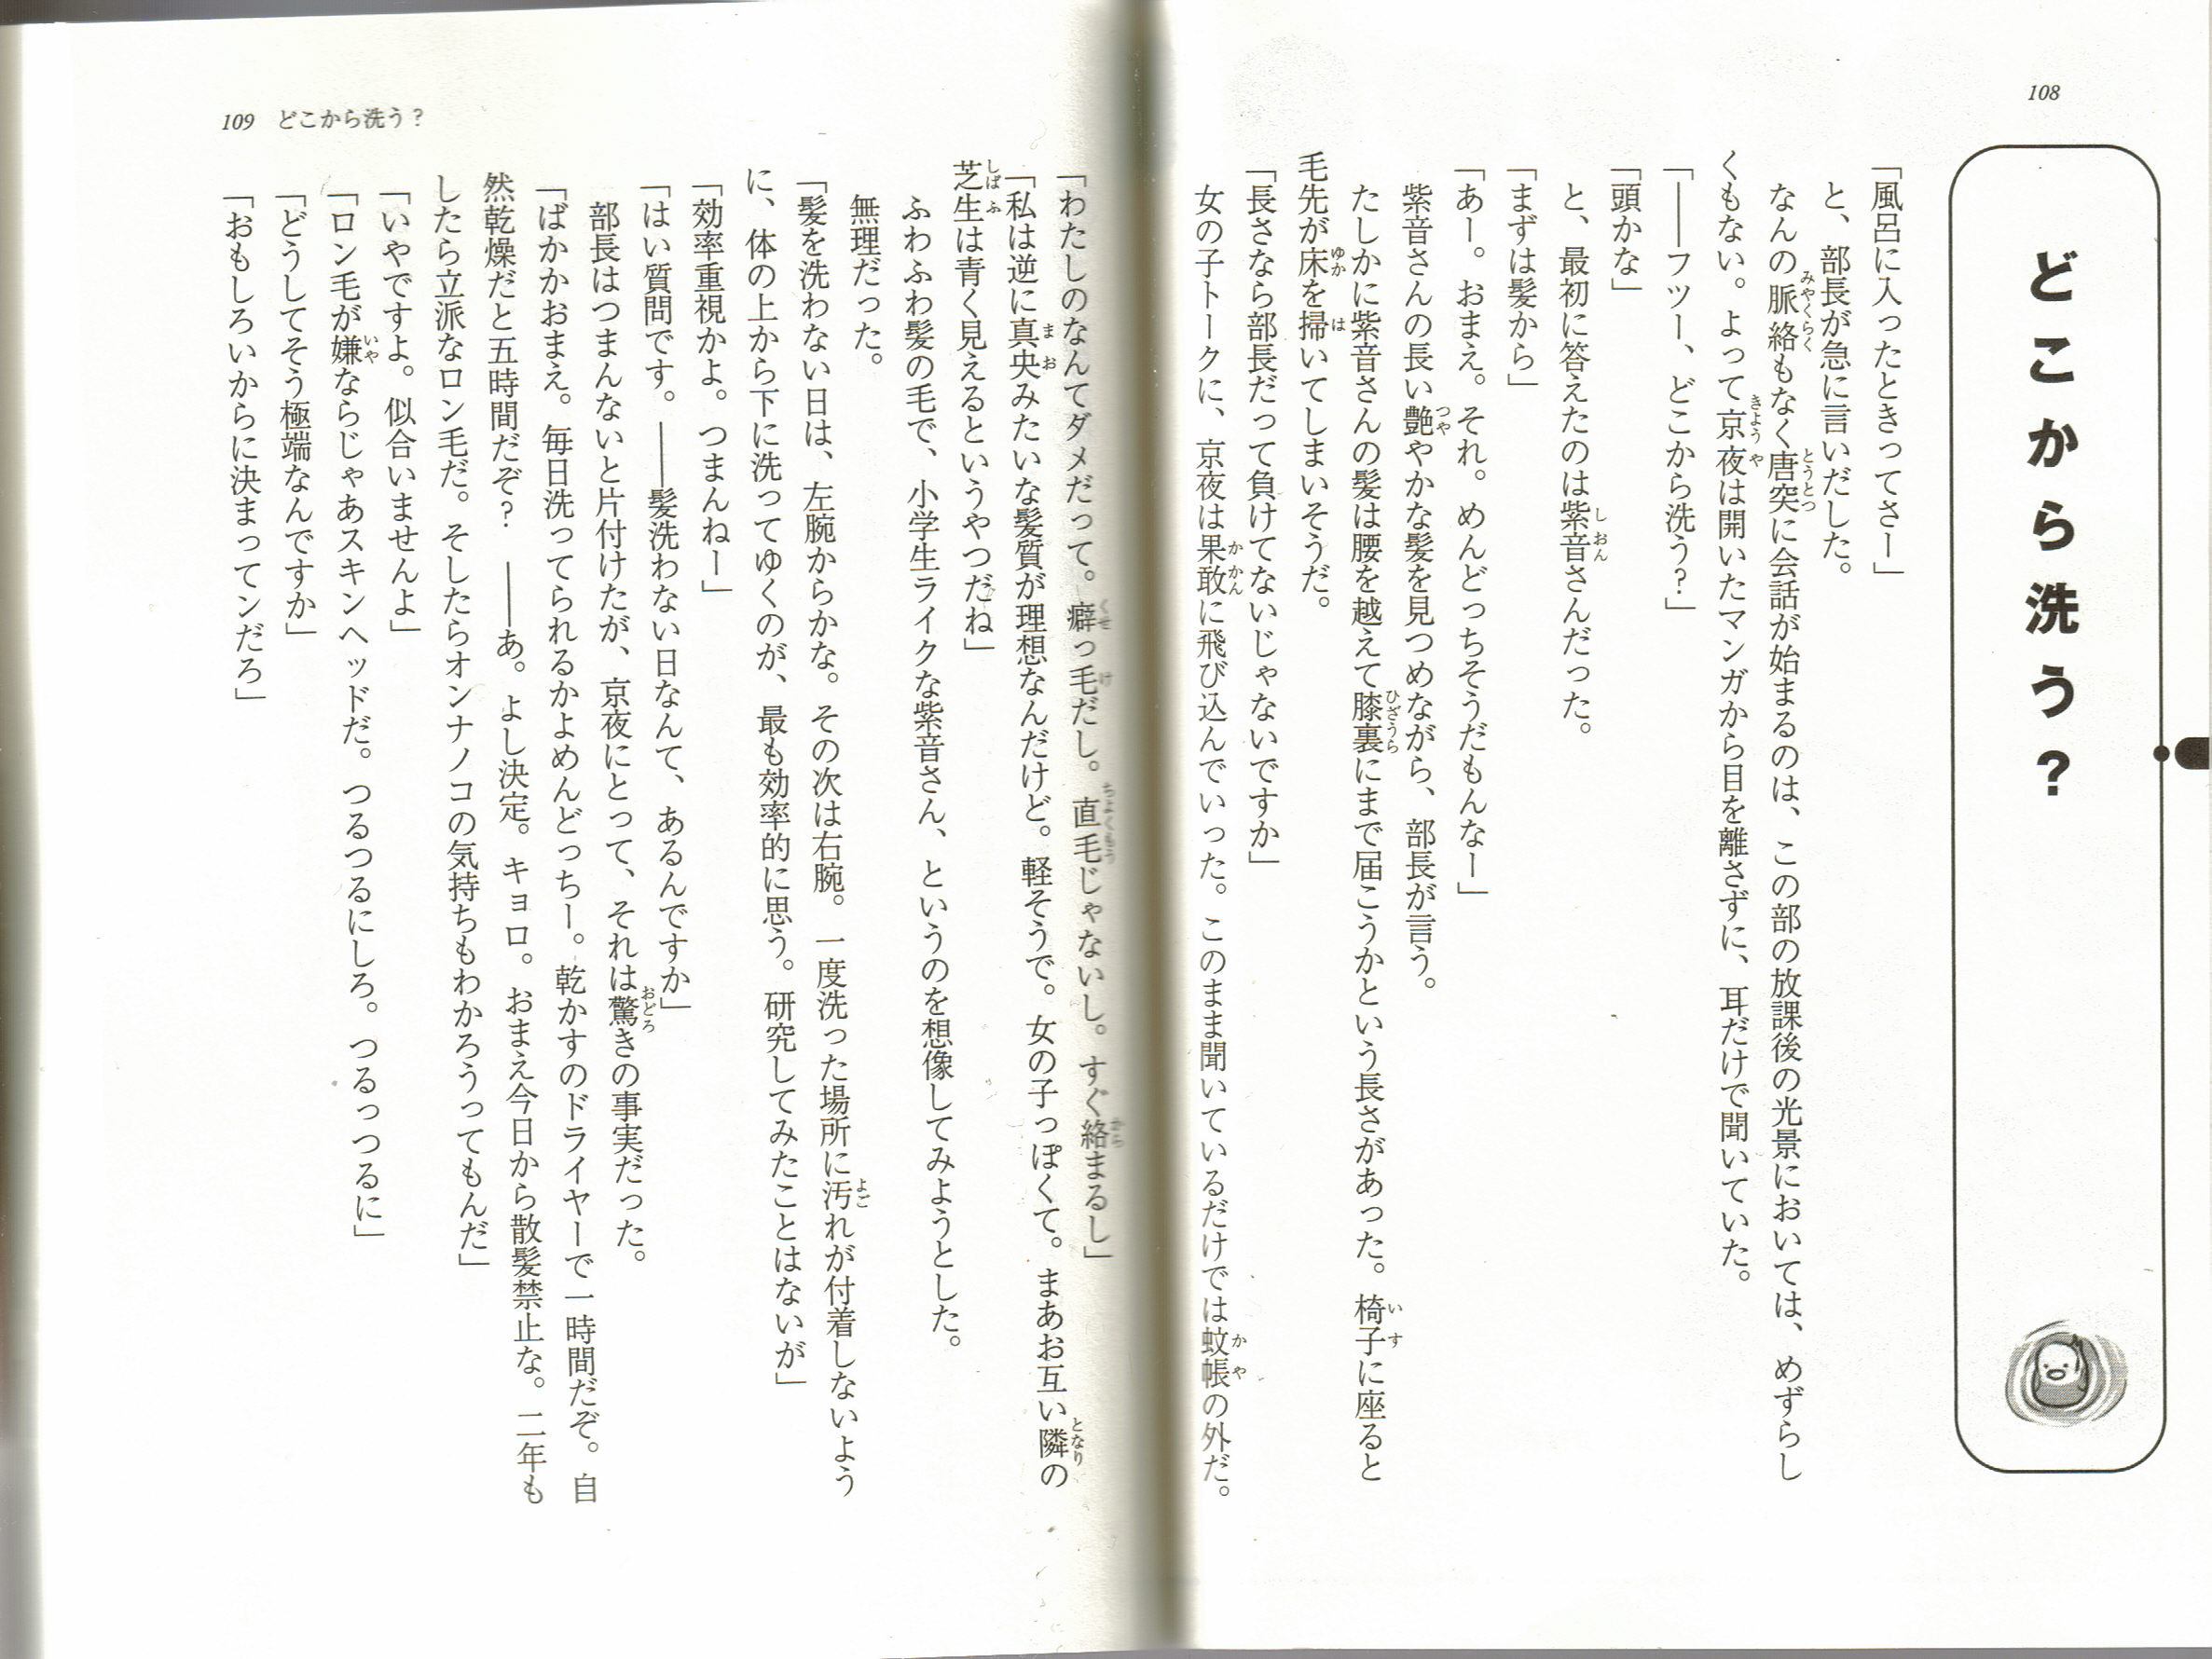 108
どこから洗う？
「風呂に入ったときってさー」
と、部長が急に言いだした。
なんの脈絡もなく唐突に会話が始まるのは、この部の放課後の光景においては、めずらし
くもない。よって京夜は開いたマンガから目を離さずに、耳だけで聞いていた。
「――フツー、どこから洗う？」
「頭かな」
と、最初に答えたのは紫音さんだった。
「まずは髪から」
「あー。おまえ。それ。めんどっちそうだもんなー」
紫音さんの長い艶やかな髪を見つめながら、部長が言う。
たしかに紫音さんの髪は腰を越えて膝裏にまで届こうかという長さがあった。椅子に座ると
毛先が床を掃いてしまいそうだ。
「長さなら部長だって負けてないじゃないですか」
女の子トークに、京夜は果敢に飛び込んでいった。このまま聞いているだけでは蚊帳の外だ。
「わたしのなんてダメだって。癖っ毛だし。直毛じゃないし。すぐ絡まるし」
「私は逆に真央みたいな髪質が理想なんだけど。軽そうで。女の子っぽくて。まあお互い隣の
芝生は青く見えるというやつだね」
ふわふわ髪の毛で、小学生ライクな紫音さん、というのを想像してみようとした。
無理だった。
「髪を洗わない日は、左腕からかな。その次は右腕。一度洗った場所に汚れが付着しないよう
に、体の上から下に洗ってゆくのが、最も効率的に思う。研究してみたことはないが」
「効率重視かよ。つまんねー」
「はい質問です。――髪洗わない日なんて、あるんですか」
部長はつまんないと片付けたが、京夜にとって、それは驚きの事実だった。
「ばかかおまえ。毎日洗ってられるかよめんどっちー。乾かすのドライヤーで一時間だぞ。自
然乾燥だと五時間だぞ？　――あ。よし決定。キョロ。おまえ今日から散髪禁止な。二年も
したら立派なロン毛だ。そしたらオンナノコの気持ちもわかろうってもんだ」
「いやですよ。似合いませんよ」
「ロン毛が嫌ならじゃあスキンヘッドだ。つるつるにしろ。つるっつるに」
「どうしてそう極端なんですか」
「おもしろいからに決まってンだろ」
109　どこから洗う？